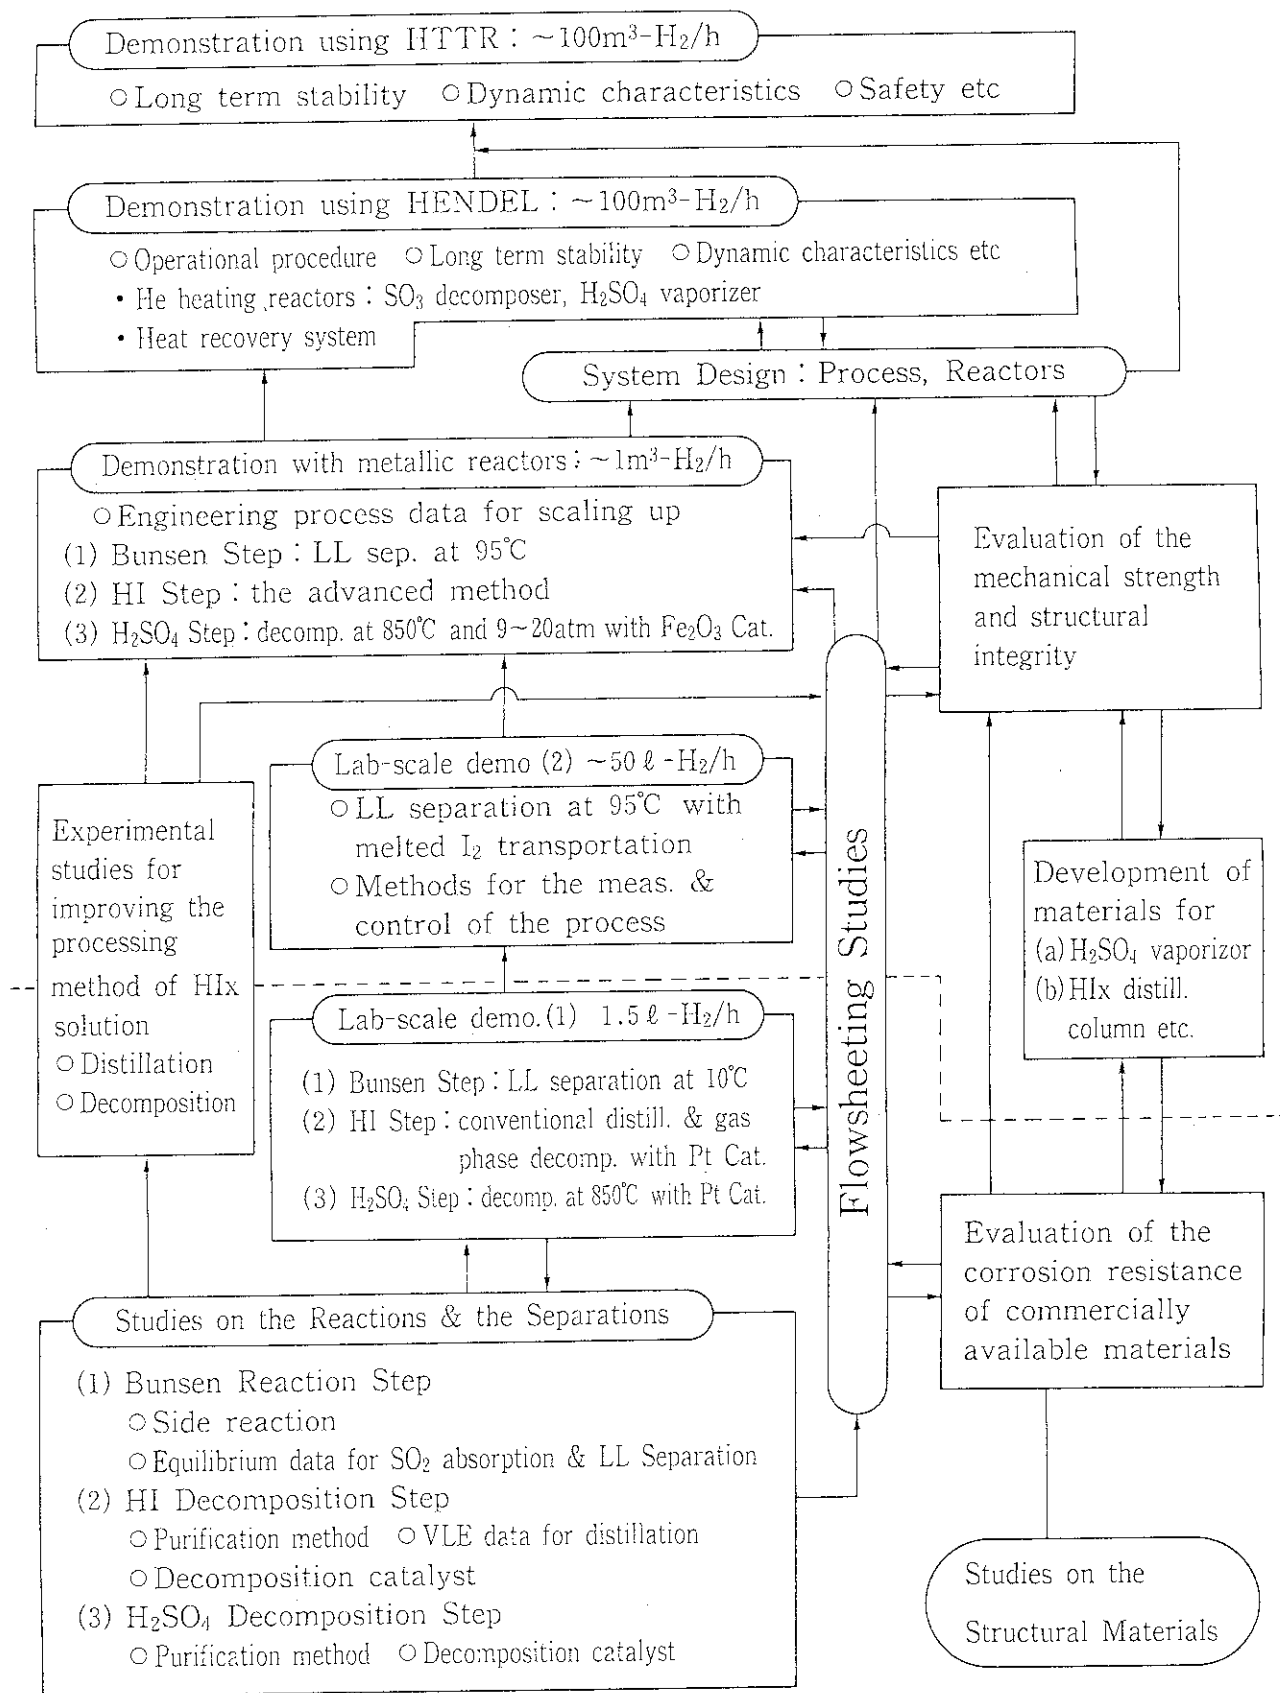 Demonstration using HTTR : ~100m³-H₂/h
○ Long term stability ○ Dynamic characteristics ○ Safety etc
Demonstration using HENDEL : ~100m³-H₂/h
○ Operational procedure ○ Long term stability ○ Dynamic characteristics etc
・He heating reactors : SO₃ decomposer, H₂SO₄ vaporizer
・Heat recovery system
System Design : Process, Reactors
Demonstration with metallic reactors : ~1m³-H₂/h
○ Engineering process data for scaling up
(1) Bunsen Step : LL sep. at 95℃
(2) HI Step : the advanced method
(3) H₂SO₄ Step : decomp. at 850℃ and 9~20atm with Fe₂O₃ Cat.
Evaluation of the
mechanical strength
and structural
integrity
Lab-scale demo (2) ~50ℓ-H₂/h
○ LL separation at 95℃ with
melted I₂ transportation
○ Methods for the meas. &
control of the process
Experimental
studies for
improving the
processing
method of HIx
solution
○ Distillation
○ Decomposition
Flowsheeting Studies
Development of
materials for
(a) H₂SO₄ vaporizor
(b) HIx distill.
column etc.
Lab-scale demo. (1) 1.5ℓ-H₂/h
(1) Bunsen Step : LL separation at 10℃
(2) HI Step : conventional distill. & gas
phase decomp. with Pt Cat.
(3) H₂SO₄ Step : decomp. at 850℃ with Pt Cat.
Evaluation of the
corrosion resistance
of commercially
available materials
Studies on the Reactions & the Separations
(1) Bunsen Reaction Step
○ Side reaction
○ Equilibrium data for SO₂ absorption & LL Separation
(2) HI Decomposition Step
○ Purification method ○ VLE data for distillation
○ Decomposition catalyst
(3) H₂SO₄ Decomposition Step
○ Purification method ○ Decomposition catalyst
Studies on the
Structural Materials